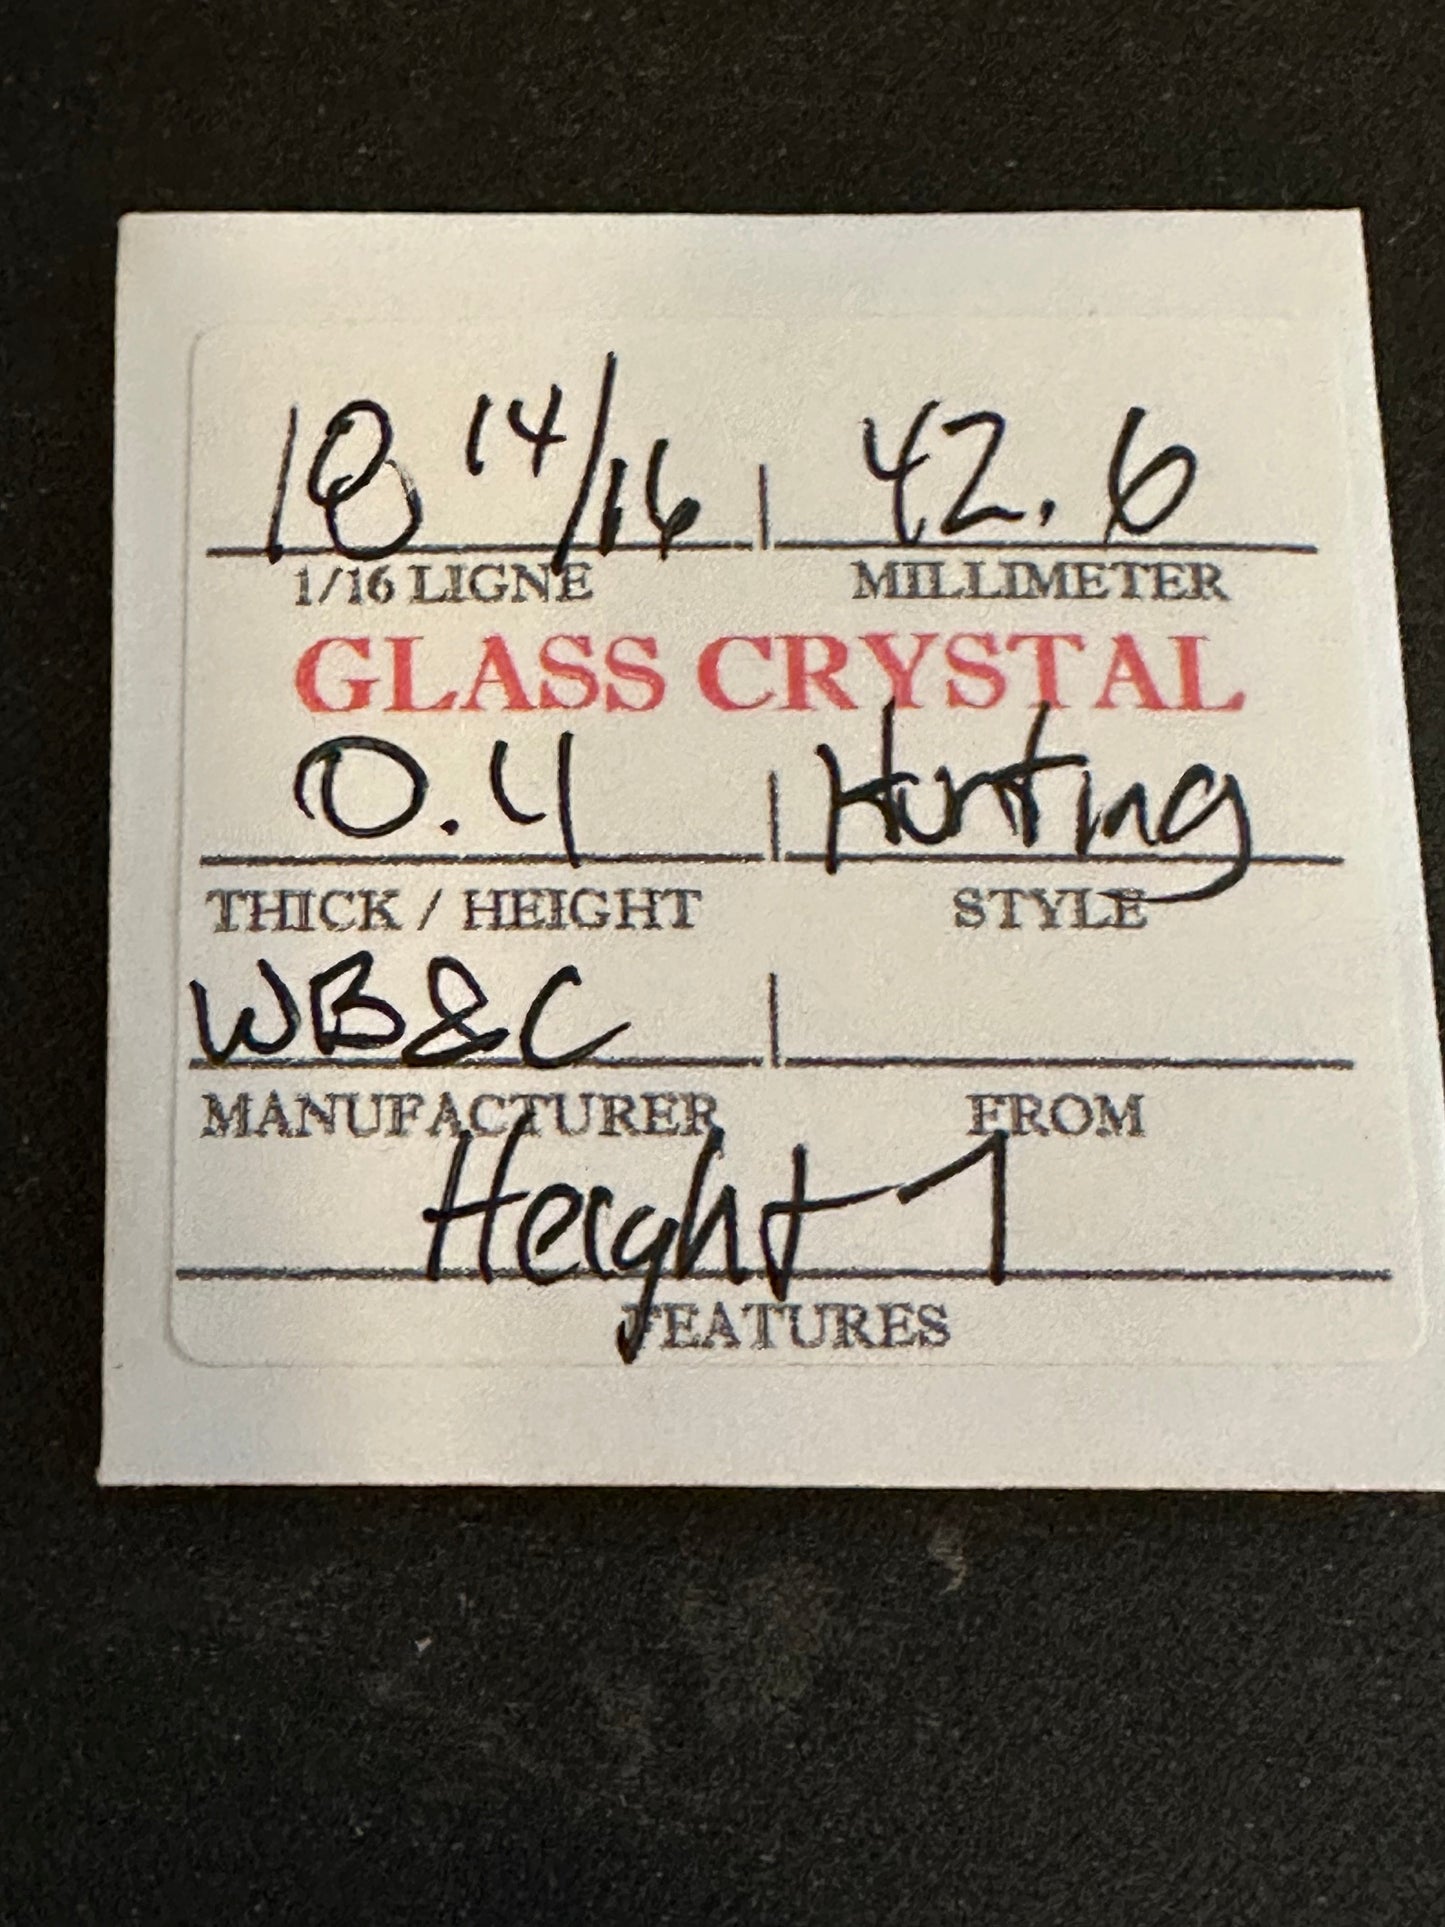 18 14/16 | 42.6
1/16 LIGNE MILLIMETER
GLASS CRYSTAL
0.4 | Hunting
THICK / HEIGHT STYLE
WB&C |
MANUFACTURER FROM
Height 1
FEATURES